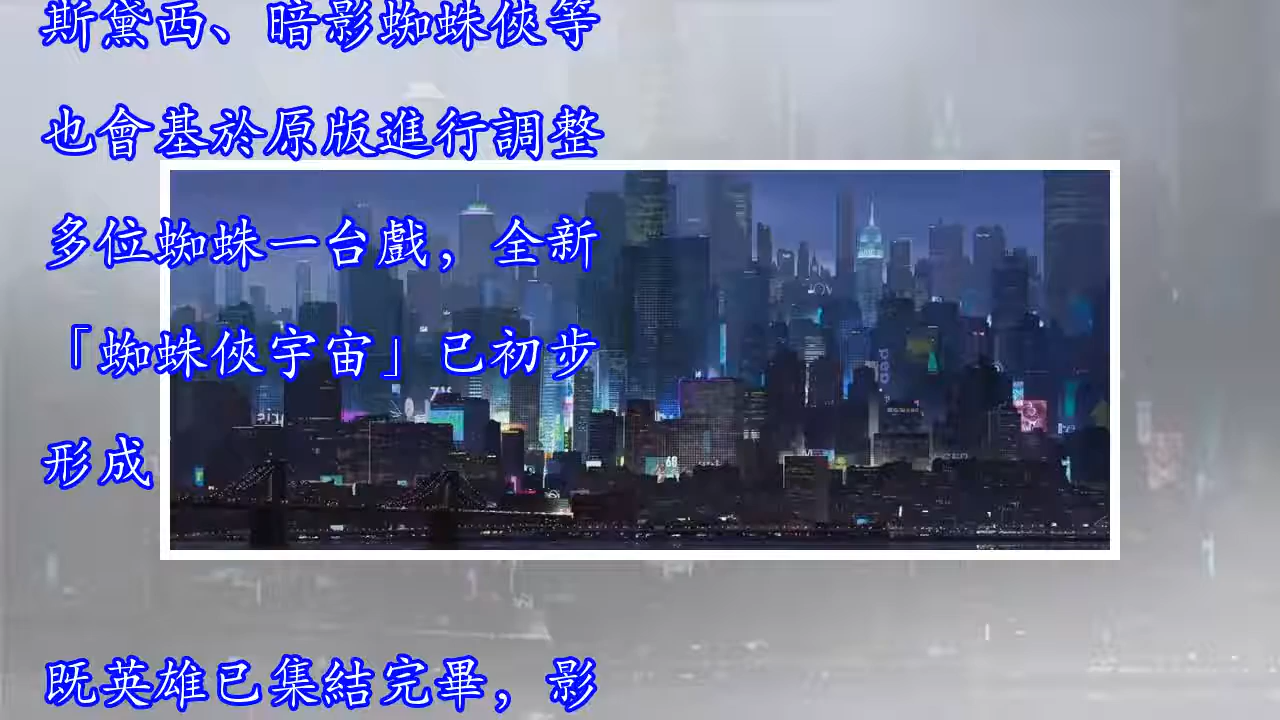 斯黛西、暗影蜘蛛俠等
也會基於原版進行調整
多位蜘蛛一台戲，全新
「蜘蛛俠宇宙」已初步
形成
既英雄已集結完畢，影